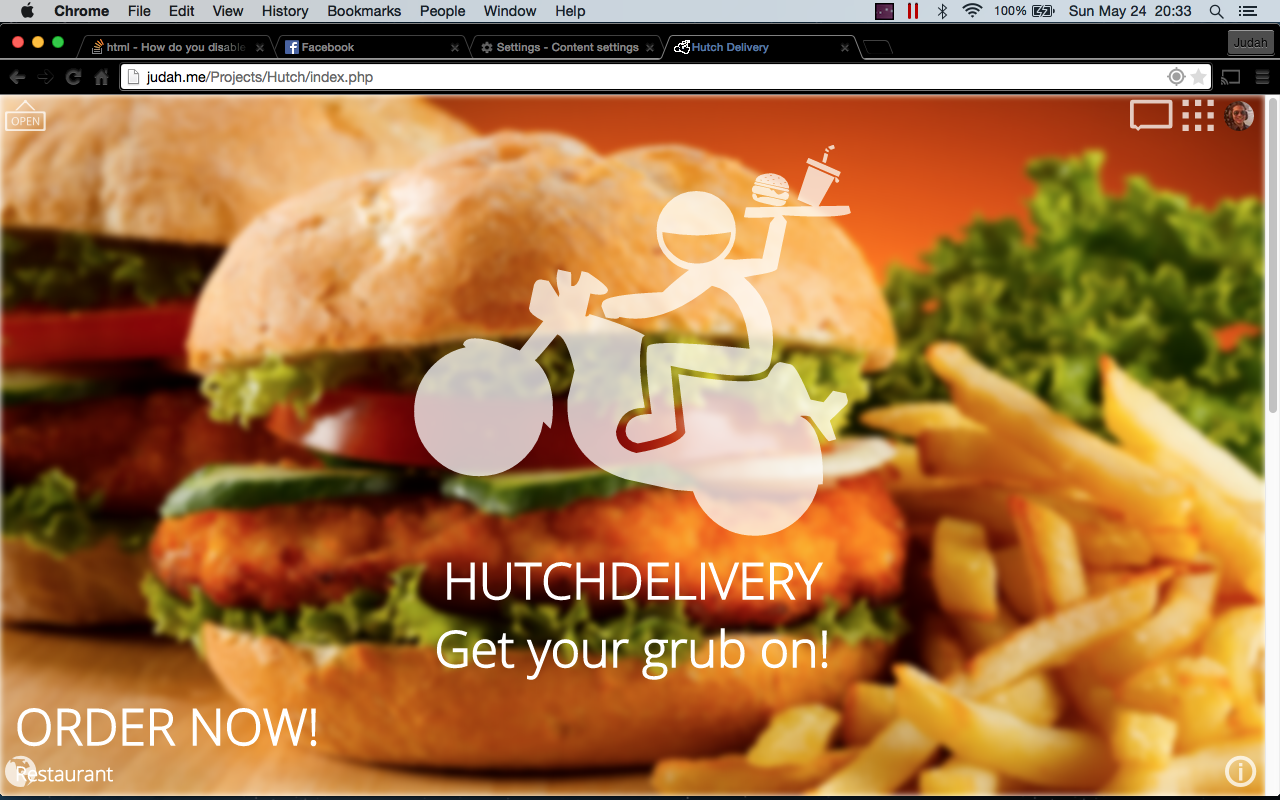 Chrome File Edit View History Bookmarks People Window Help 100% Sun May 24 20:33
html - How do you disable Facebook Settings - Content settings Hutch Delivery Judah
judah.me/Projects/Hutch/index.php
OPEN
HUTCHDELIVERY
Get your grub on!
ORDER NOW!
Restaurant